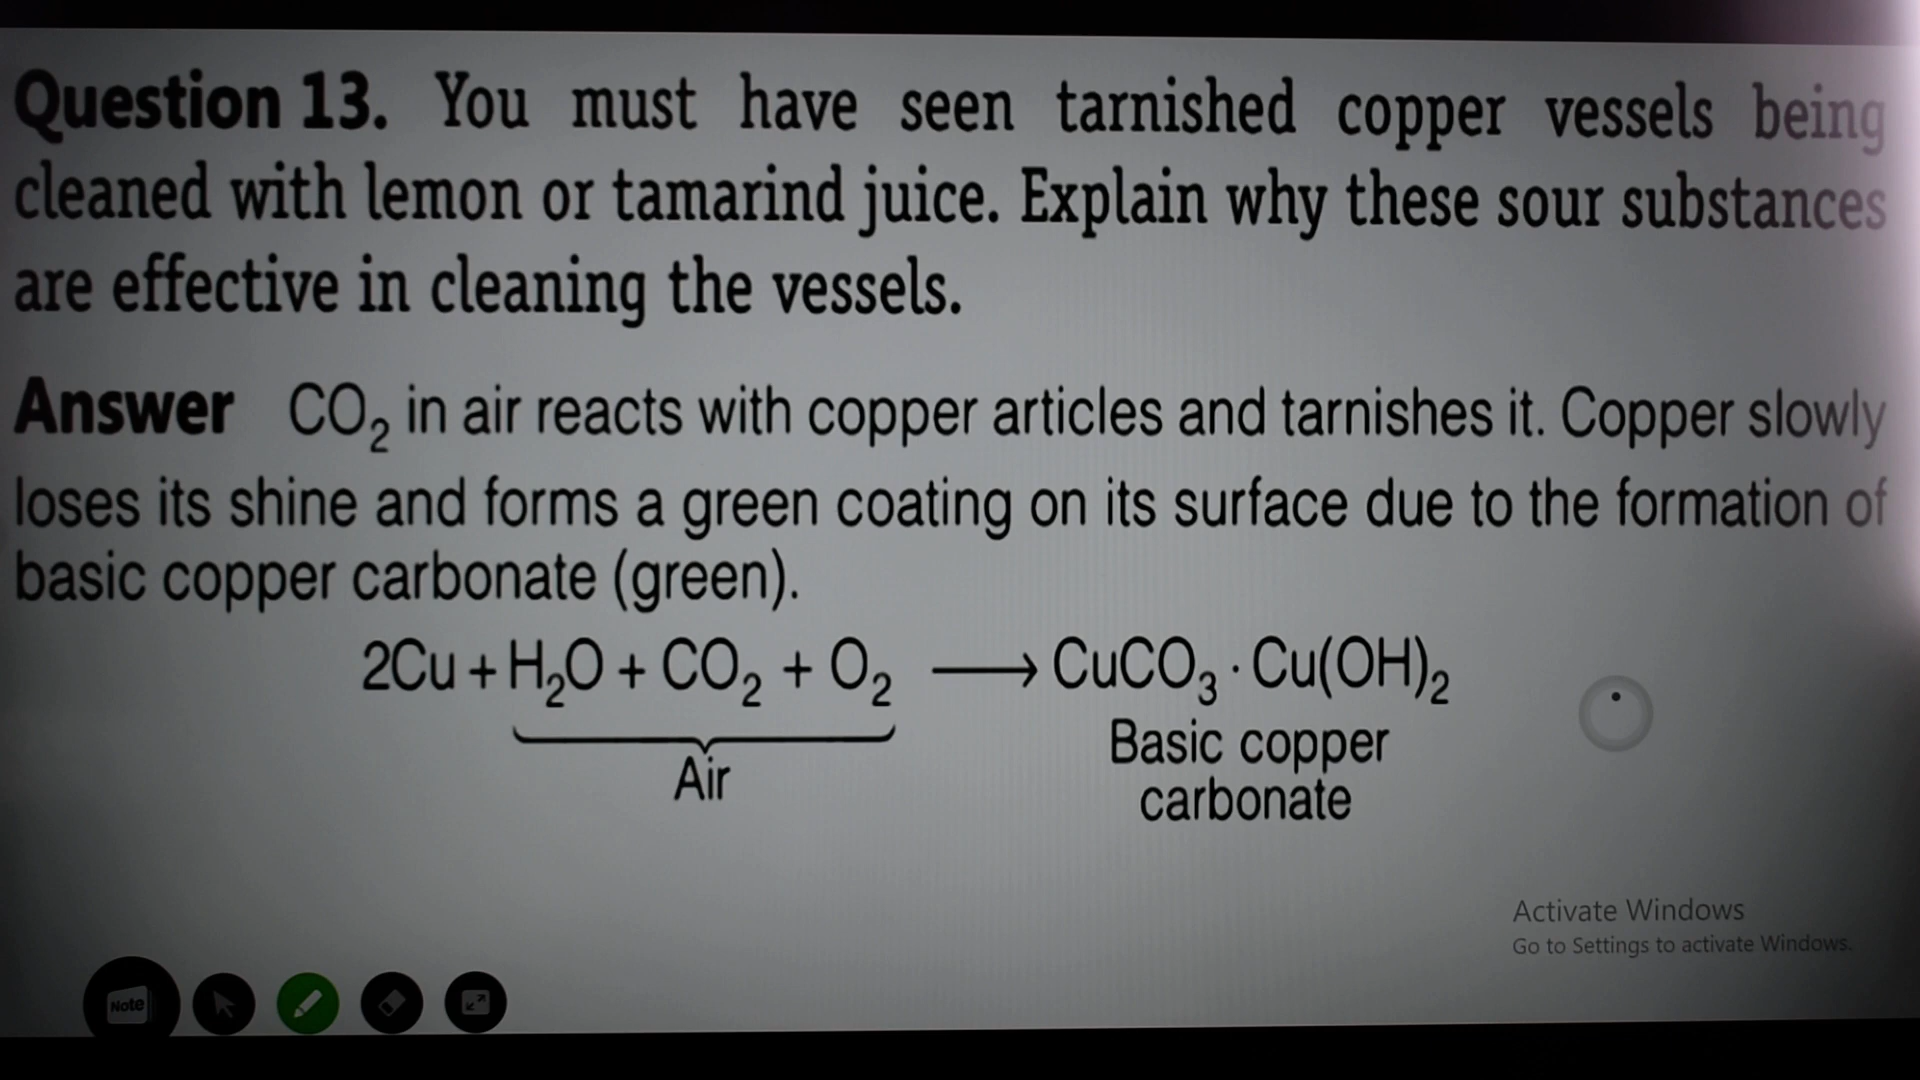 Question 13. You must have seen tarnished copper vessels being
cleaned with lemon or tamarind juice. Explain why these sour substances
are effective in cleaning the vessels.
Answer CO₂ in air reacts with copper articles and tarnishes it. Copper slowly
loses its shine and forms a green coating on its surface due to the formation of
basic copper carbonate (green).
2Cu + H₂O + CO₂ + O₂ ⟶ CuCO₃ · Cu(OH)₂
Air
Basic copper
carbonate
Activate Windows
Go to Settings to activate Windows.
Note